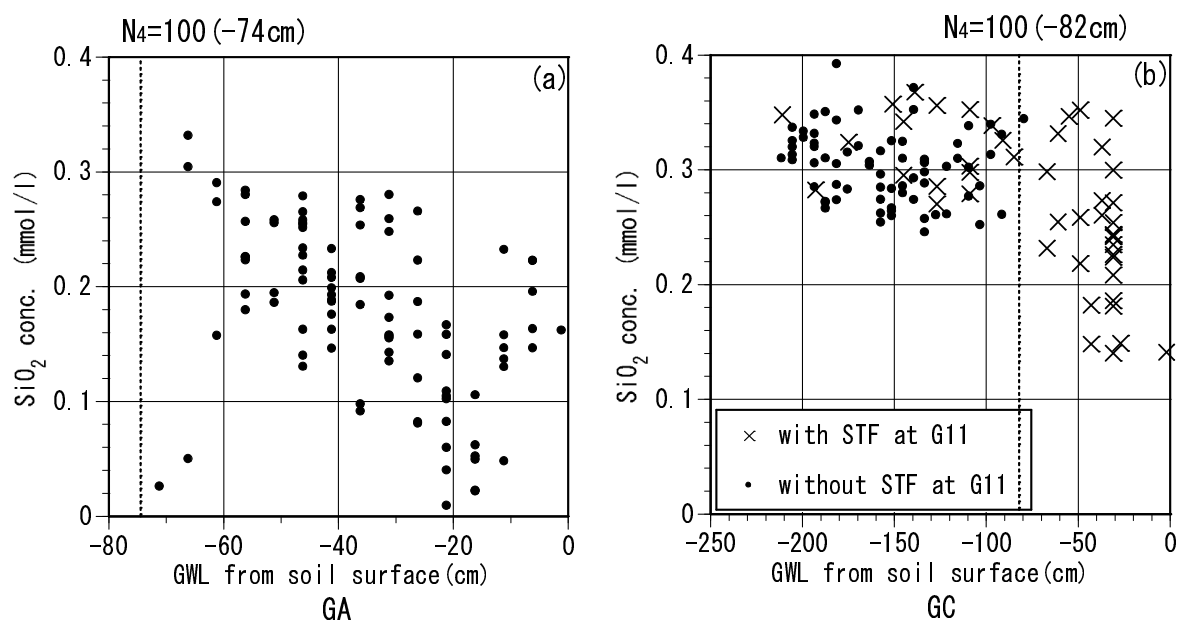 N4=100(-74cm)
(a)
SiO2 conc. (mmol/l)
0.4
0.3
0.2
0.1
0
-80
-60
-40
-20
0
GWL from soil surface(cm)
GA
N4=100(-82cm)
(b)
SiO2 conc. (mmol/l)
0.4
0.3
0.2
0.1
0
with STF at G11
without STF at G11
-250
-200
-150
-100
-50
0
GWL from soil surface(cm)
GC